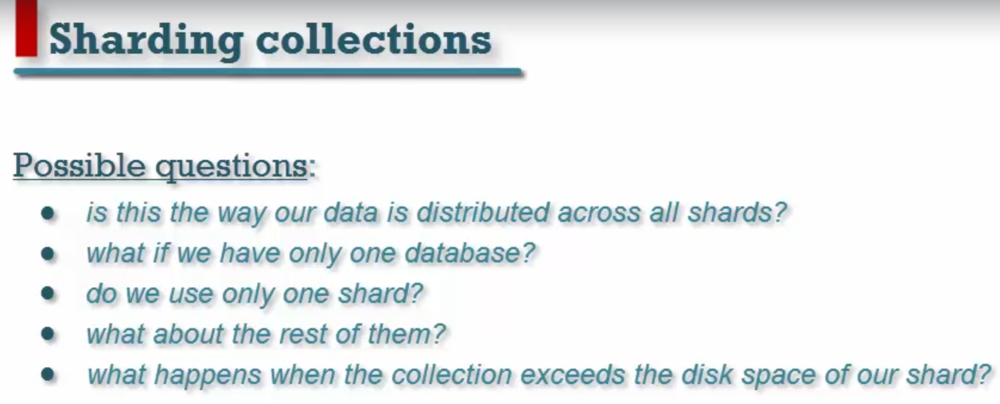 Sharding collections
Possible questions:
● is this the way our data is distributed across all shards?
● what if we have only one database?
● do we use only one shard?
● what about the rest of them?
● what happens when the collection exceeds the disk space of our shard?